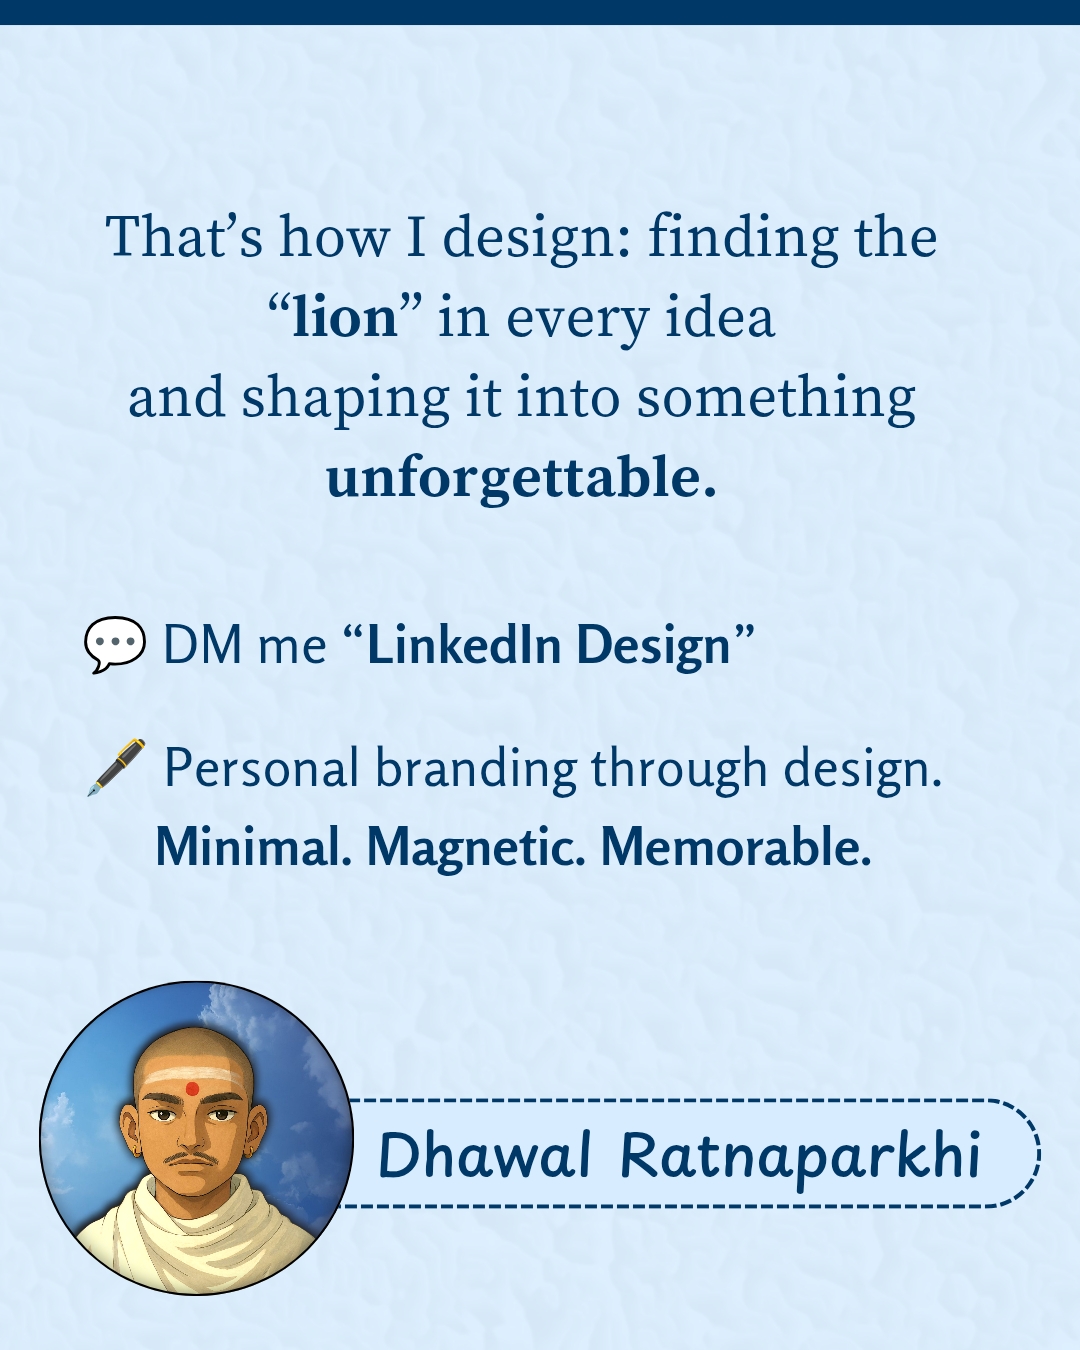 That’s how I design: finding the
“lion” in every idea
and shaping it into something
unforgettable.
💬 DM me “LinkedIn Design”
🖋️ Personal branding through design.
Minimal. Magnetic. Memorable.
Dhawal Ratnaparkhi